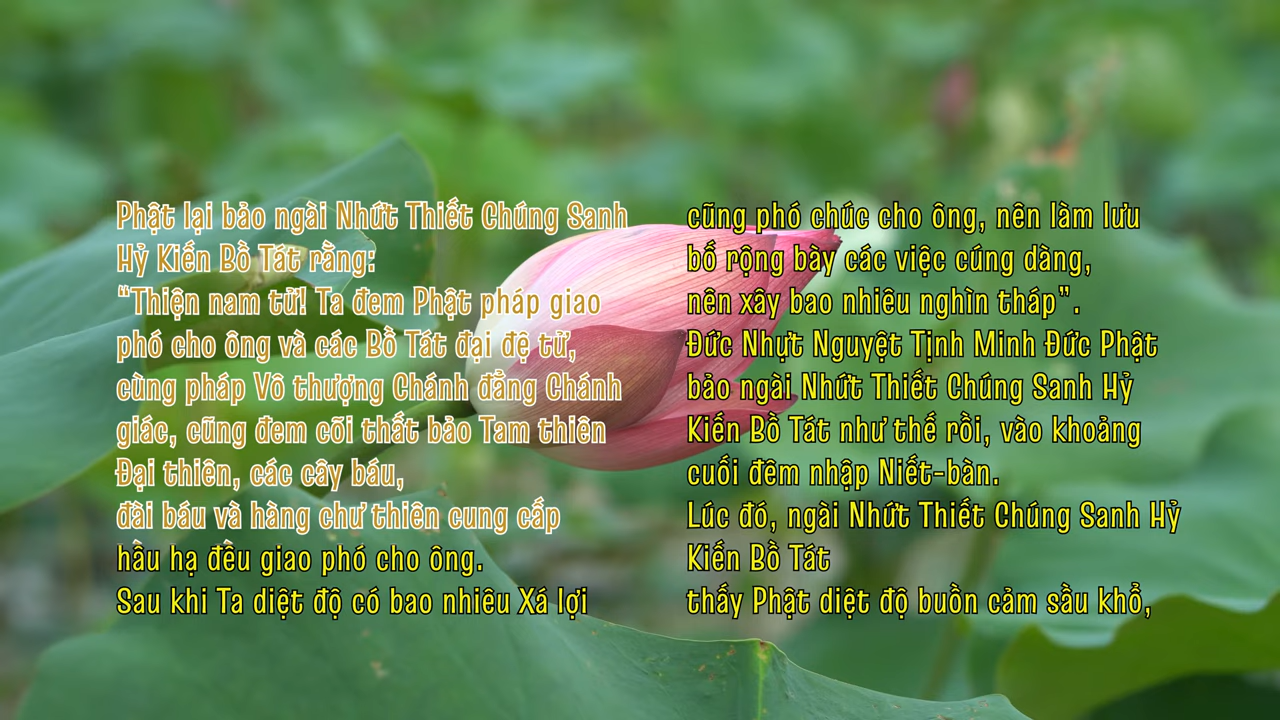 Phật lại bảo ngài Nhứt Thiết Chúng Sanh
Hỷ Kiến Bồ Tát rằng:
“Thiện nam tử! Ta đem Phật pháp giao
phó cho ông và các Bồ Tát đại đệ tử,
cùng pháp Vô thượng Chánh đẳng Chánh
giác, cũng đem cõi thất bảo Tam thiên
Đại thiên, các cây báu,
đài báu và hàng chư thiên cung cấp
hầu hạ đều giao phó cho ông.
Sau khi Ta diệt độ có bao nhiêu Xá lợi
cũng phó chúc cho ông, nên làm lưu
bố rộng bày các việc cúng dàng,
nên xây bao nhiêu nghìn tháp”.
Đức Nhựt Nguyệt Tịnh Minh Đức Phật
bảo ngài Nhứt Thiết Chúng Sanh Hỷ
Kiến Bồ Tát như thế rồi, vào khoảng
cuối đêm nhập Niết-bàn.
Lúc đó, ngài Nhứt Thiết Chúng Sanh Hỷ
Kiến Bồ Tát
thấy Phật diệt độ buồn cảm sầu khổ,